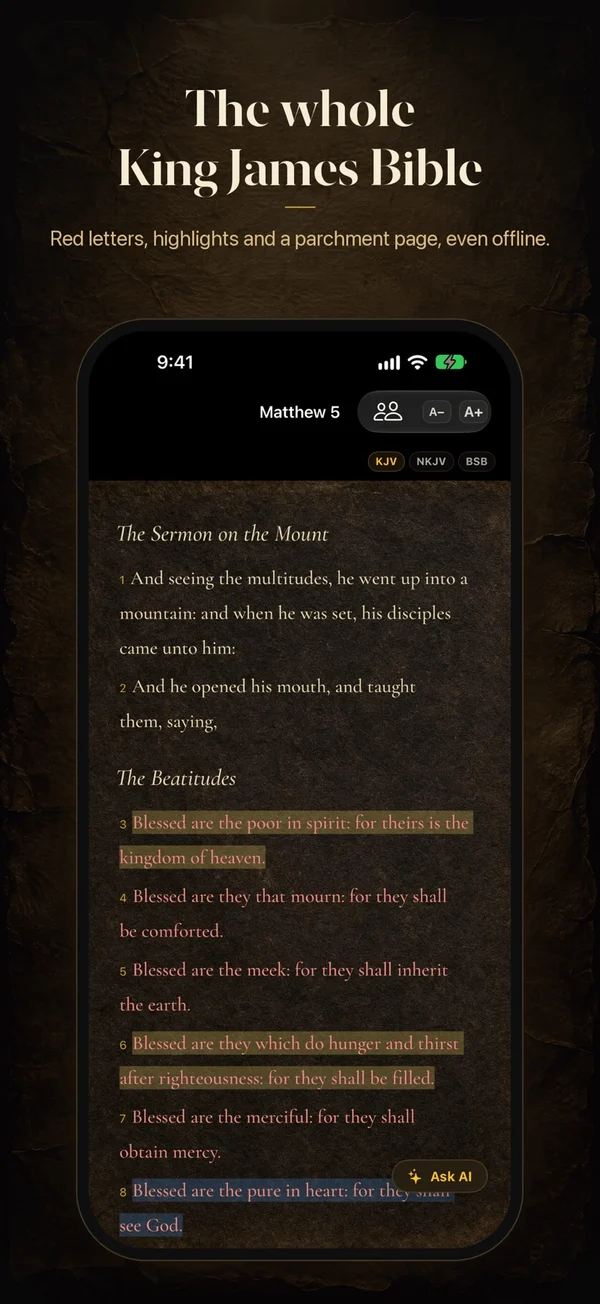 The whole
King James Bible
Red letters, highlights and a parchment page, even offline.
9:41
Matthew 5
A−
A+
KJV
NKJV
BSB
The Sermon on the Mount
1 And seeing the multitudes, he went up into a
mountain: and when he was set, his disciples
came unto him:
2 And he opened his mouth, and taught
them, saying,
The Beatitudes
3 Blessed are the poor in spirit: for theirs is the
kingdom of heaven.
4 Blessed are they that mourn: for they shall
be comforted.
5 Blessed are the meek: for they shall inherit
the earth.
6 Blessed are they which do hunger and thirst
after righteousness: for they shall be filled.
7 Blessed are the merciful: for they shall
obtain mercy.
Ask AI
8 Blessed are the pure in heart: for they shall
see God.